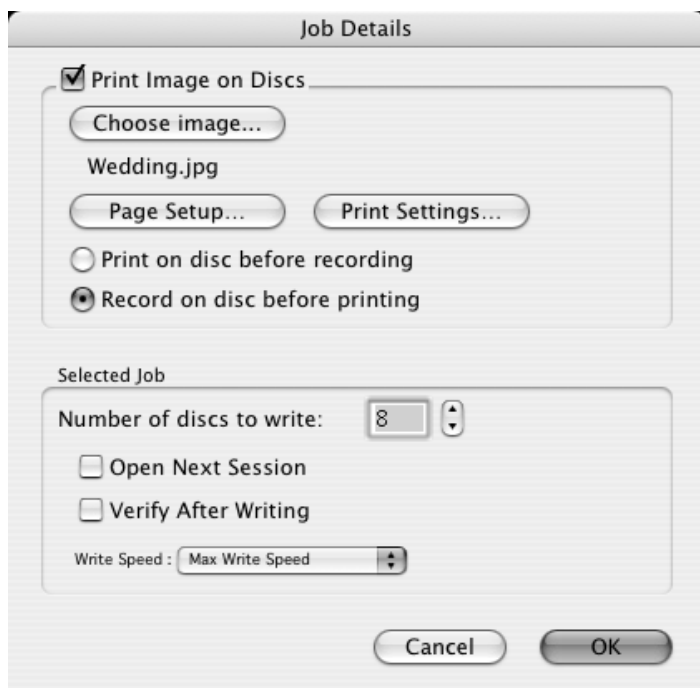 Job Details
Print Image on Discs
Choose image...
Wedding.jpg
Page Setup... Print Settings...
Print on disc before recording
Record on disc before printing
Selected Job
Number of discs to write: 8
Open Next Session
Verify After Writing
Write Speed : Max Write Speed
Cancel OK